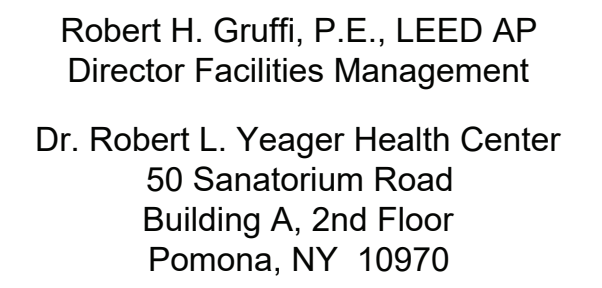 Robert H. Gruffi, P.E., LEED AP
Director Facilities Management
Dr. Robert L. Yeager Health Center
50 Sanatorium Road
Building A, 2nd Floor
Pomona, NY  10970